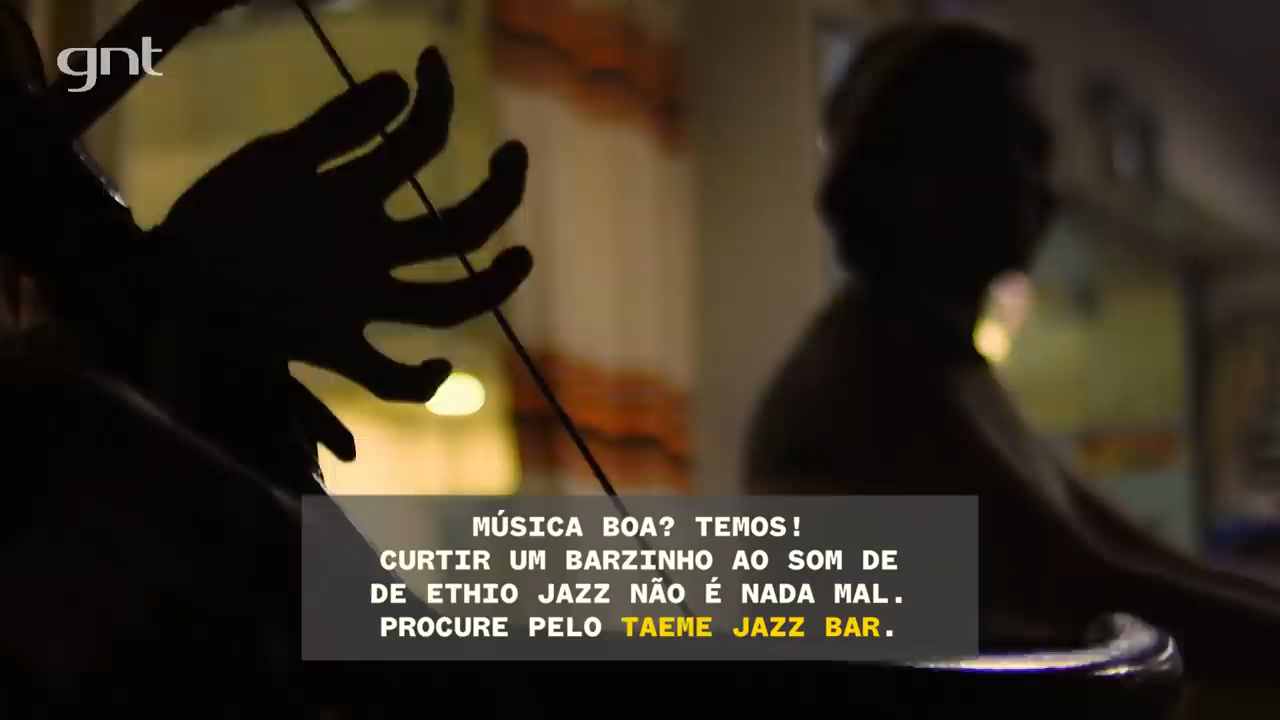 gnt
MÚSICA BOA? TEMOS!
CURTIR UM BARZINHO AO SOM DE
DE ETHIO JAZZ NÃO É NADA MAL.
PROCURE PELO TAEME JAZZ BAR.